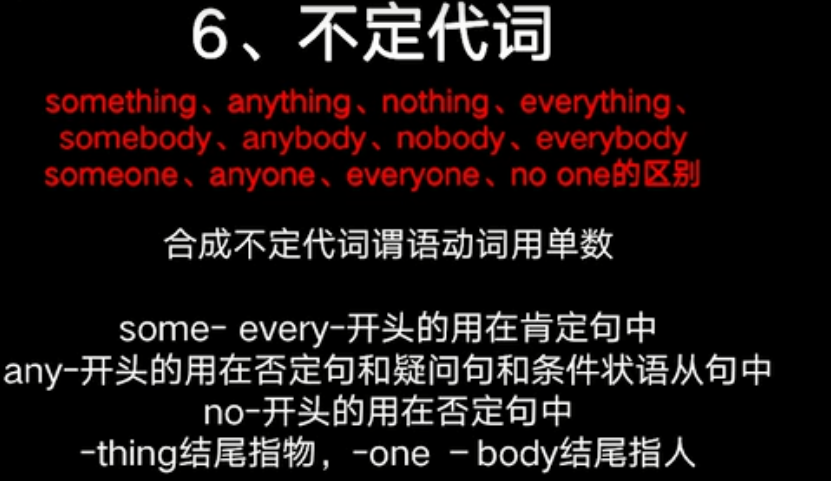 6、不定代词
something、anything、nothing、everything、
somebody、anybody、nobody、everybody
someone、anyone、everyone、no one的区别
合成不定代词谓语动词用单数
some- every-开头的用在肯定句中
any-开头的用在否定句和疑问句和条件状语从句中
no-开头的用在否定句中
-thing结尾指物，-one －body结尾指人